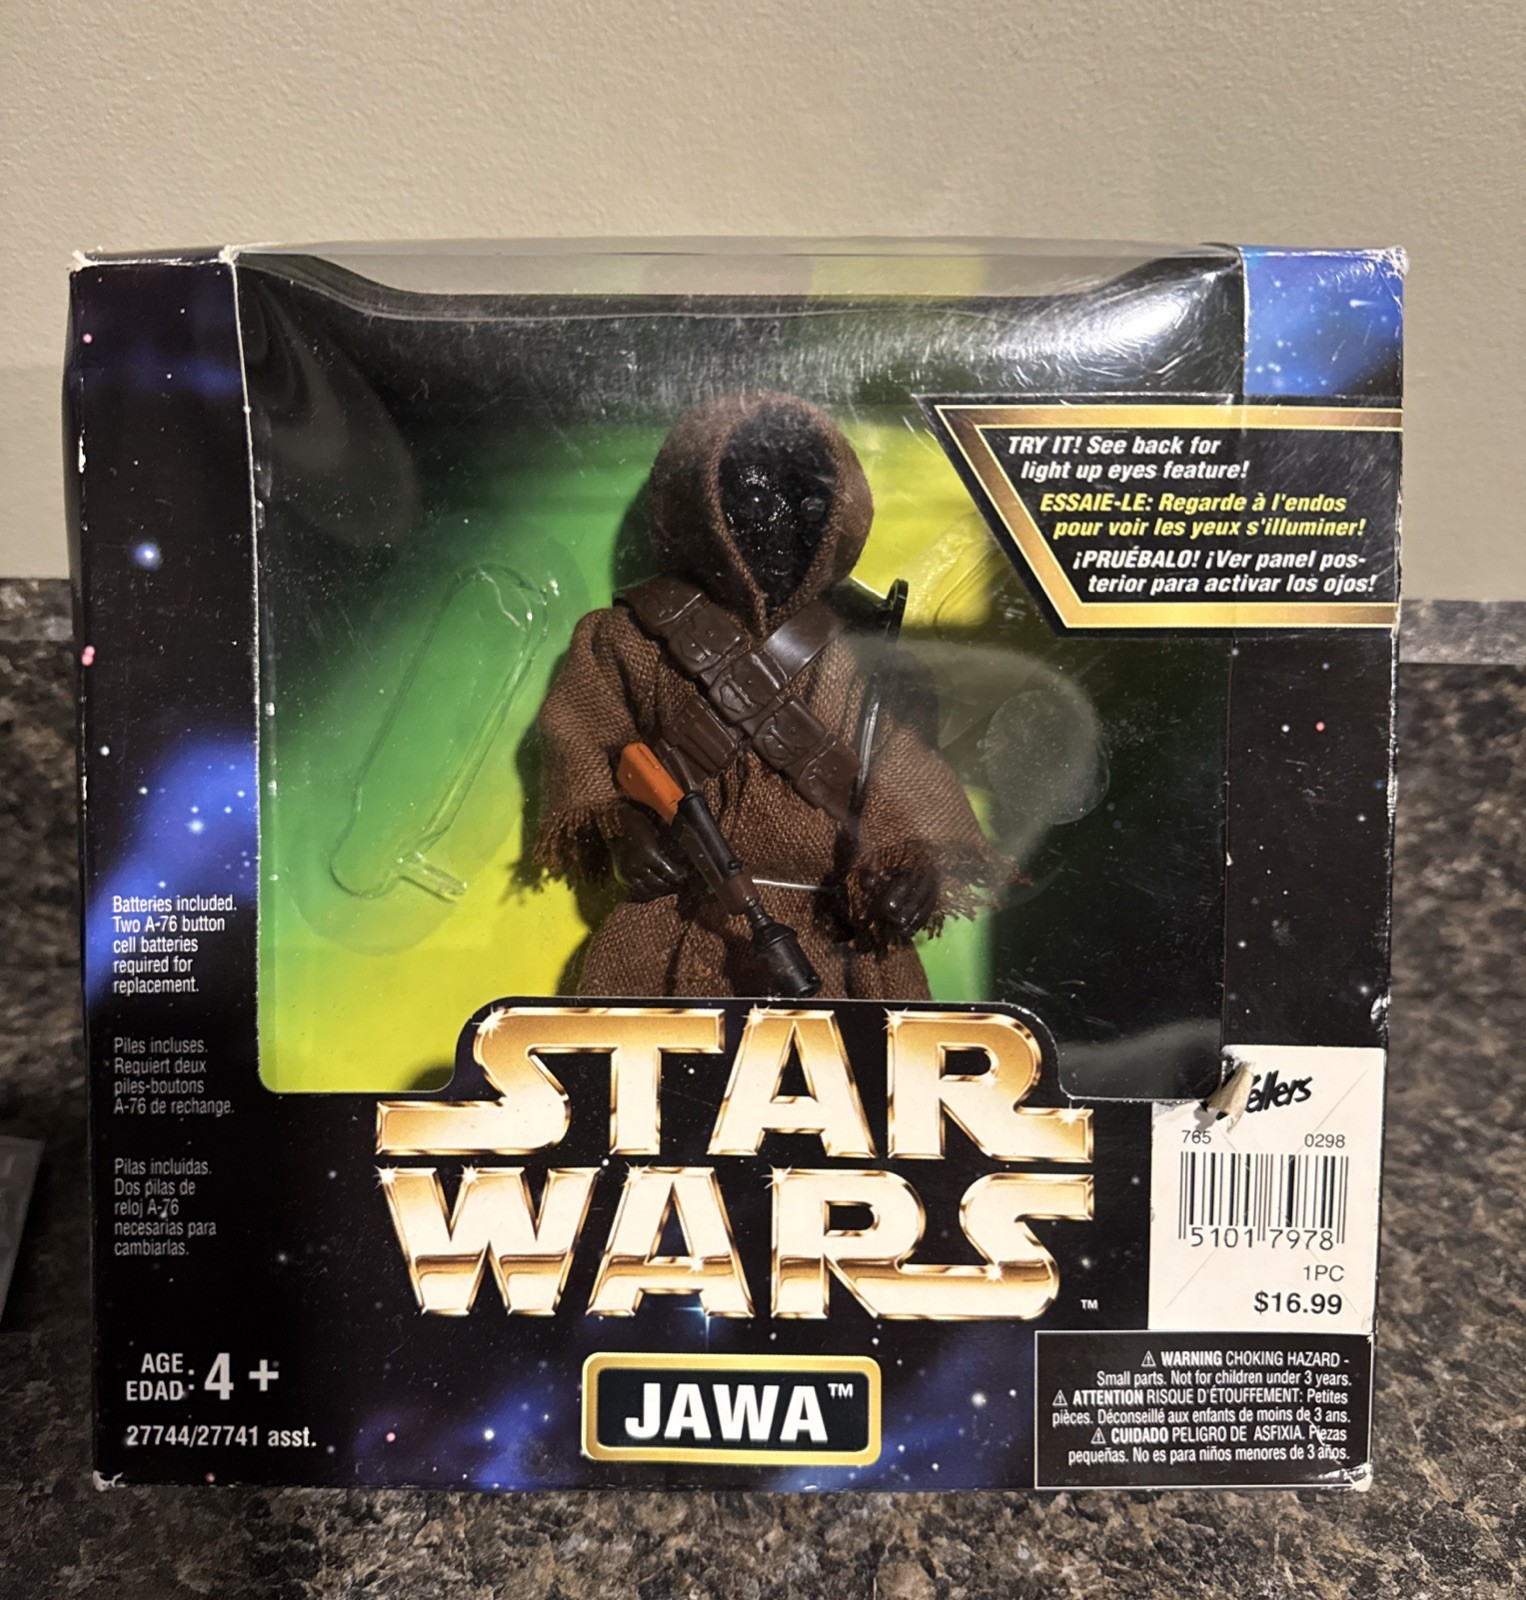 TRY IT! See back for
light up eyes feature!
ESSAIE-LE: Regarde à l'endos
pour voir les yeux s'illuminer!
¡PRUÉBALO! ¡Ver panel pos-
terior para activar los ojos!
Batteries included.
Two A-76 button
cell batteries
required for
replacement.
Piles incluses.
Requiert deux
piles-boutons
A-76 de rechange.
Pilas incluidas.
Dos pilas de
reloj A-76
necesarias para
cambiarlas.
STAR
WARS
TM
JAWA™
AGE:
EDAD: 4+
27744/27741 asst.
765 0298
51017978
1PC
$16.99
⚠ WARNING CHOKING HAZARD -
Small parts. Not for children under 3 years.
⚠ ATTENTION RISQUE D'ÉTOUFFEMENT: Petites
pièces. Déconseillé aux enfants de moins de 3 ans.
⚠ CUIDADO PELIGRO DE ASFIXIA. Piezas
pequeñas. No es para niños menores de 3 años.